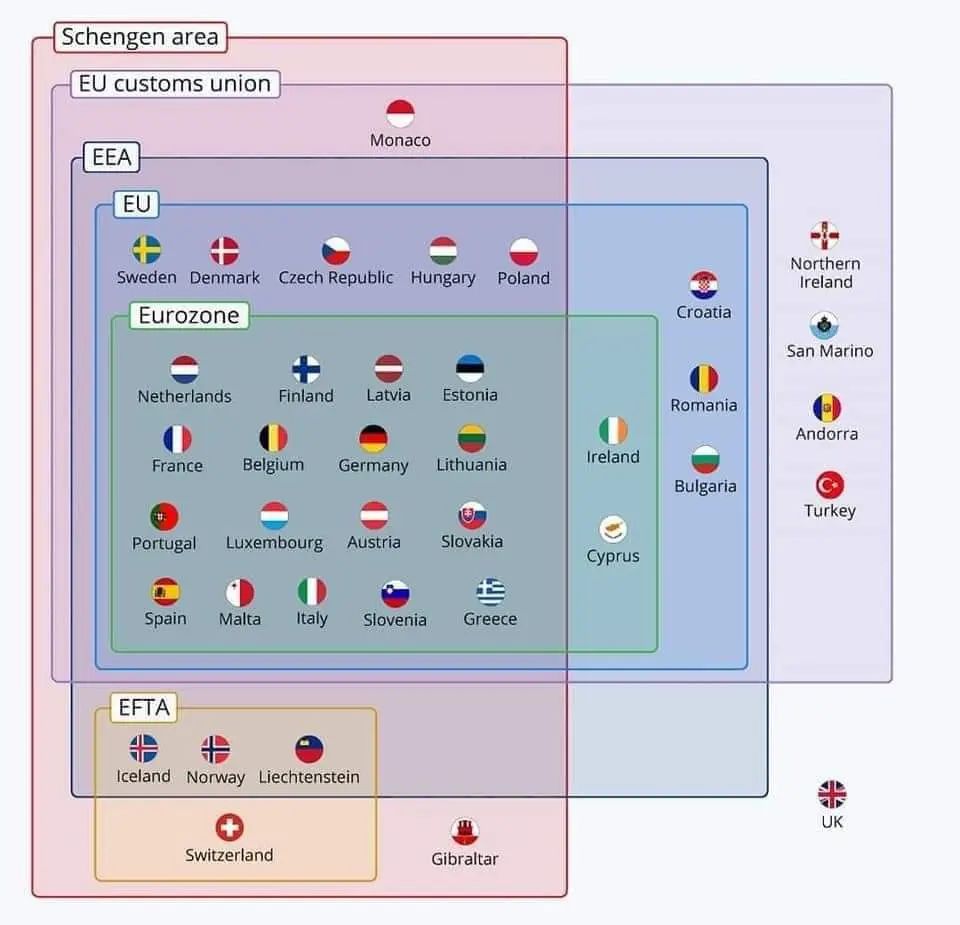 Schengen area
EU customs union
Monaco
EEA
EU
Sweden Denmark Czech Republic Hungary Poland
Northern
Ireland
Croatia
Eurozone
San Marino
Netherlands Finland Latvia Estonia
Romania
Andorra
France Belgium Germany Lithuania Ireland
Bulgaria
Turkey
Portugal Luxembourg Austria Slovakia
Cyprus
Spain Malta Italy Slovenia Greece
EFTA
Iceland Norway Liechtenstein
UK
Switzerland
Gibraltar